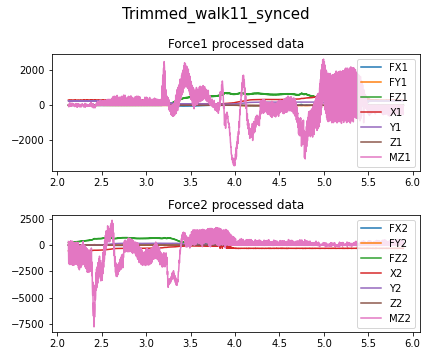 Trimmed_walk11_synced
Force1 processed data
2000
0
−2000
FX1
FY1
FZ1
X1
Y1
Z1
MZ1
2.0 2.5 3.0 3.5 4.0 4.5 5.0 5.5 6.0
Force2 processed data
2500
0
−2500
−5000
−7500
FX2
FY2
FZ2
X2
Y2
Z2
MZ2
2.0 2.5 3.0 3.5 4.0 4.5 5.0 5.5 6.0